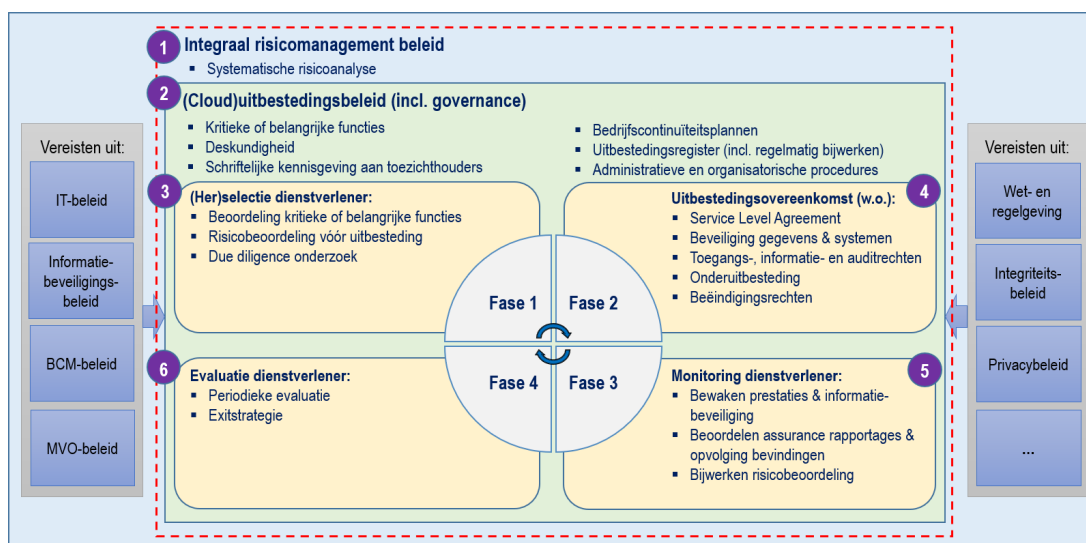 1
Integraal risicomanagement beleid
▪ Systematische risicoanalyse
2
(Cloud)uitbestedingsbeleid (incl. governance)
▪ Kritieke of belangrijke functies
▪ Deskundigheid
▪ Schriftelijke kennisgeving aan toezichthouders
▪ Bedrijfscontinuïteitsplannen
▪ Uitbestedingsregister (incl. regelmatig bijwerken)
▪ Administratieve en organisatorische procedures
Vereisten uit:
IT-beleid
Informatie-
beveiligings-
beleid
BCM-beleid
MVO-beleid
3
(Her)selectie dienstverlener:
▪ Beoordeling kritieke of belangrijke functies
▪ Risicobeoordeling vóór uitbesteding
▪ Due diligence onderzoek
4
Uitbestedingsovereenkomst (w.o.):
▪ Service Level Agreement
▪ Beveiliging gegevens & systemen
▪ Toegangs-, informatie- en auditrechten
▪ Onderuitbesteding
▪ Beëindigingsrechten
Fase 1
Fase 2
Fase 4
Fase 3
6
Evaluatie dienstverlener:
▪ Periodieke evaluatie
▪ Exitstrategie
5
Monitoring dienstverlener:
▪ Bewaken prestaties & informatie-
beveiliging
▪ Beoordelen assurance rapportages &
opvolging bevindingen
▪ Bijwerken risicobeoordeling
Vereisten uit:
Wet- en
regelgeving
Integriteits-
beleid
Privacybeleid
...